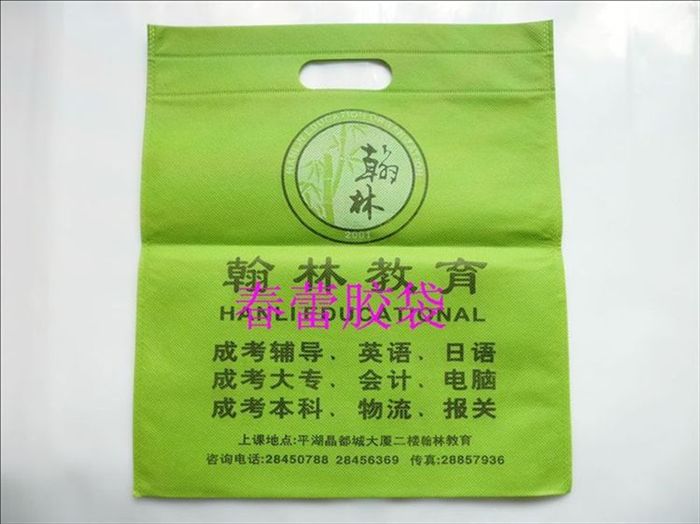 HANLIN EDUCATION ORGANIZATION
翰林
2001
翰林教育
春蕾胶袋
HANLI EDUCATIONAL
成考辅导、英语、日语
成考大专、会计、电脑
成考本科、物流、报关
上课地点:平湖晶都城大厦二楼翰林教育
咨询电话:28450788 28456369 传真:28857936